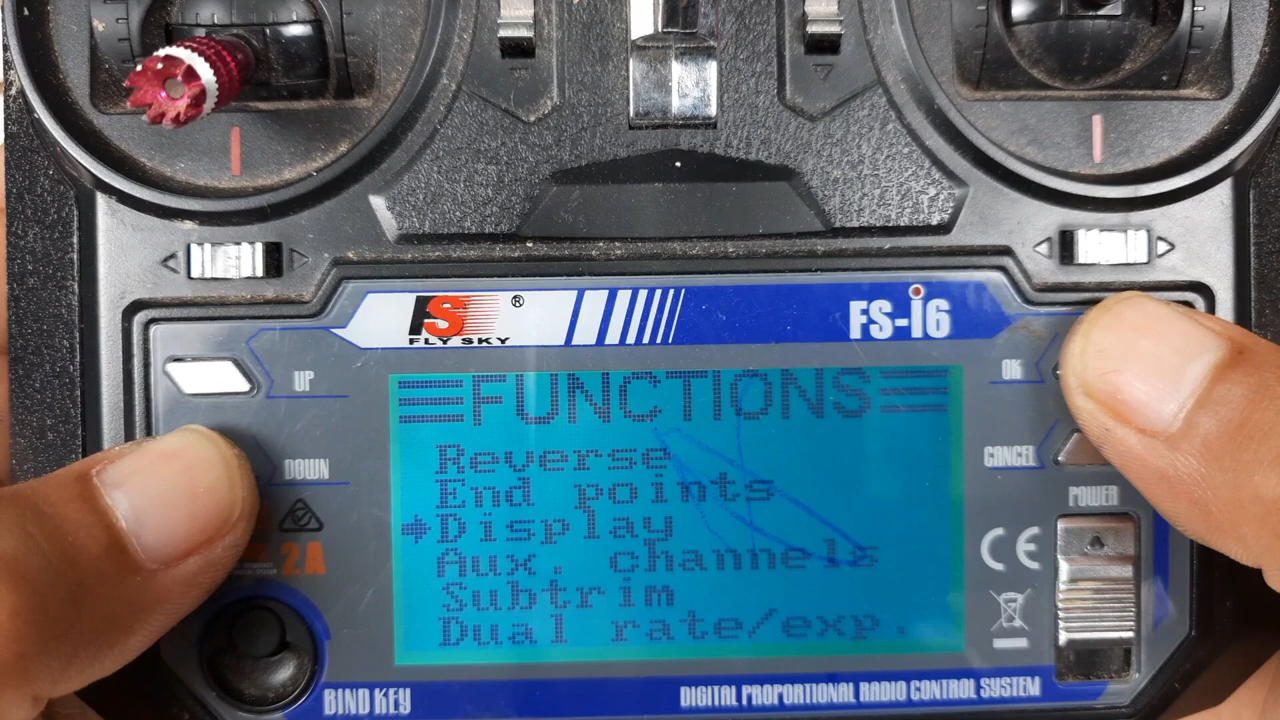 FS ®
FLY SKY
FS-i6
UP
OK
FUNCTIONS
Reverse
DOWN
CANCEL
End points
POWER
Display
2A
Aux. channels
CE
Subtrim
Dual rate/exp.
BIND KEY
DIGITAL PROPORTIONAL RADIO CONTROL SYSTEM